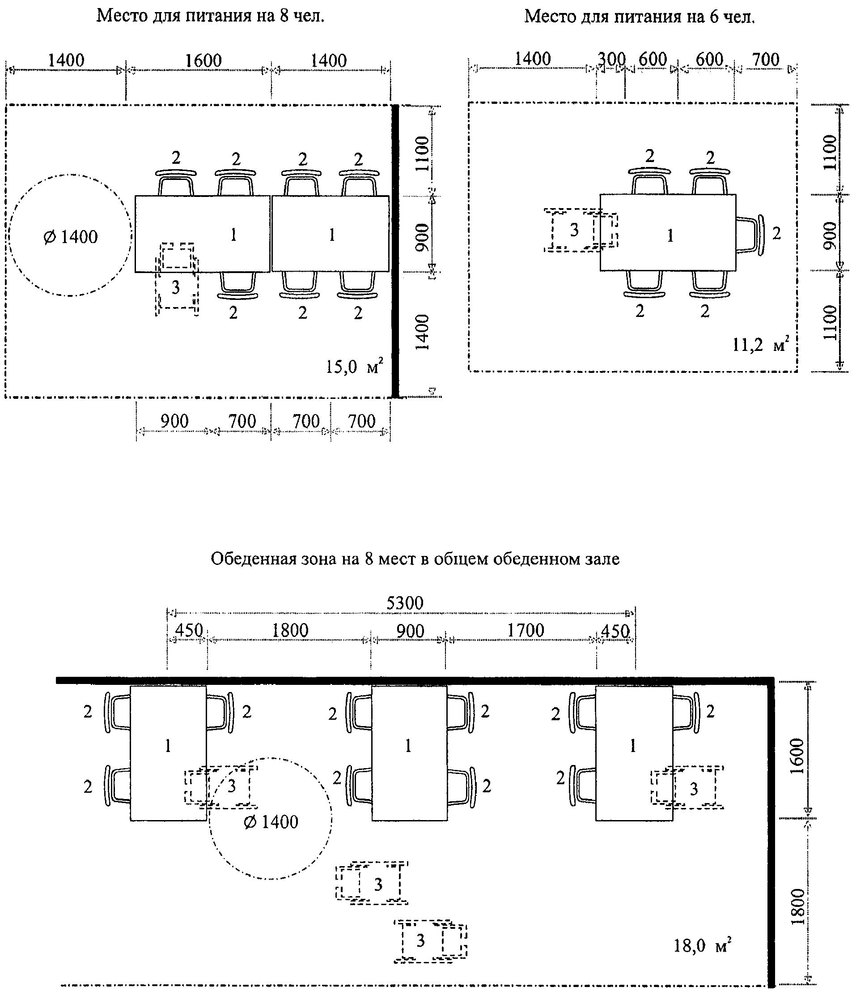 Место для питания на 8 чел.
Место для питания на 6 чел.
1400 1600 1400
1400 300 600 600 700
2 2 2 2
1100
2 2
1100
Ø 1400
1 1
900
3
1
2
900
3
2 2 2
1400
2 2
1100
15,0 м²
11,2 м²
900 700 700 700
Обеденная зона на 8 мест в общем обеденном зале
5300
450 1800 900 1700 450
2 2 2 2 2 2
1 1 1
1600
2 3 2 2 2 3
Ø 1400
3
1800
3
18,0 м²